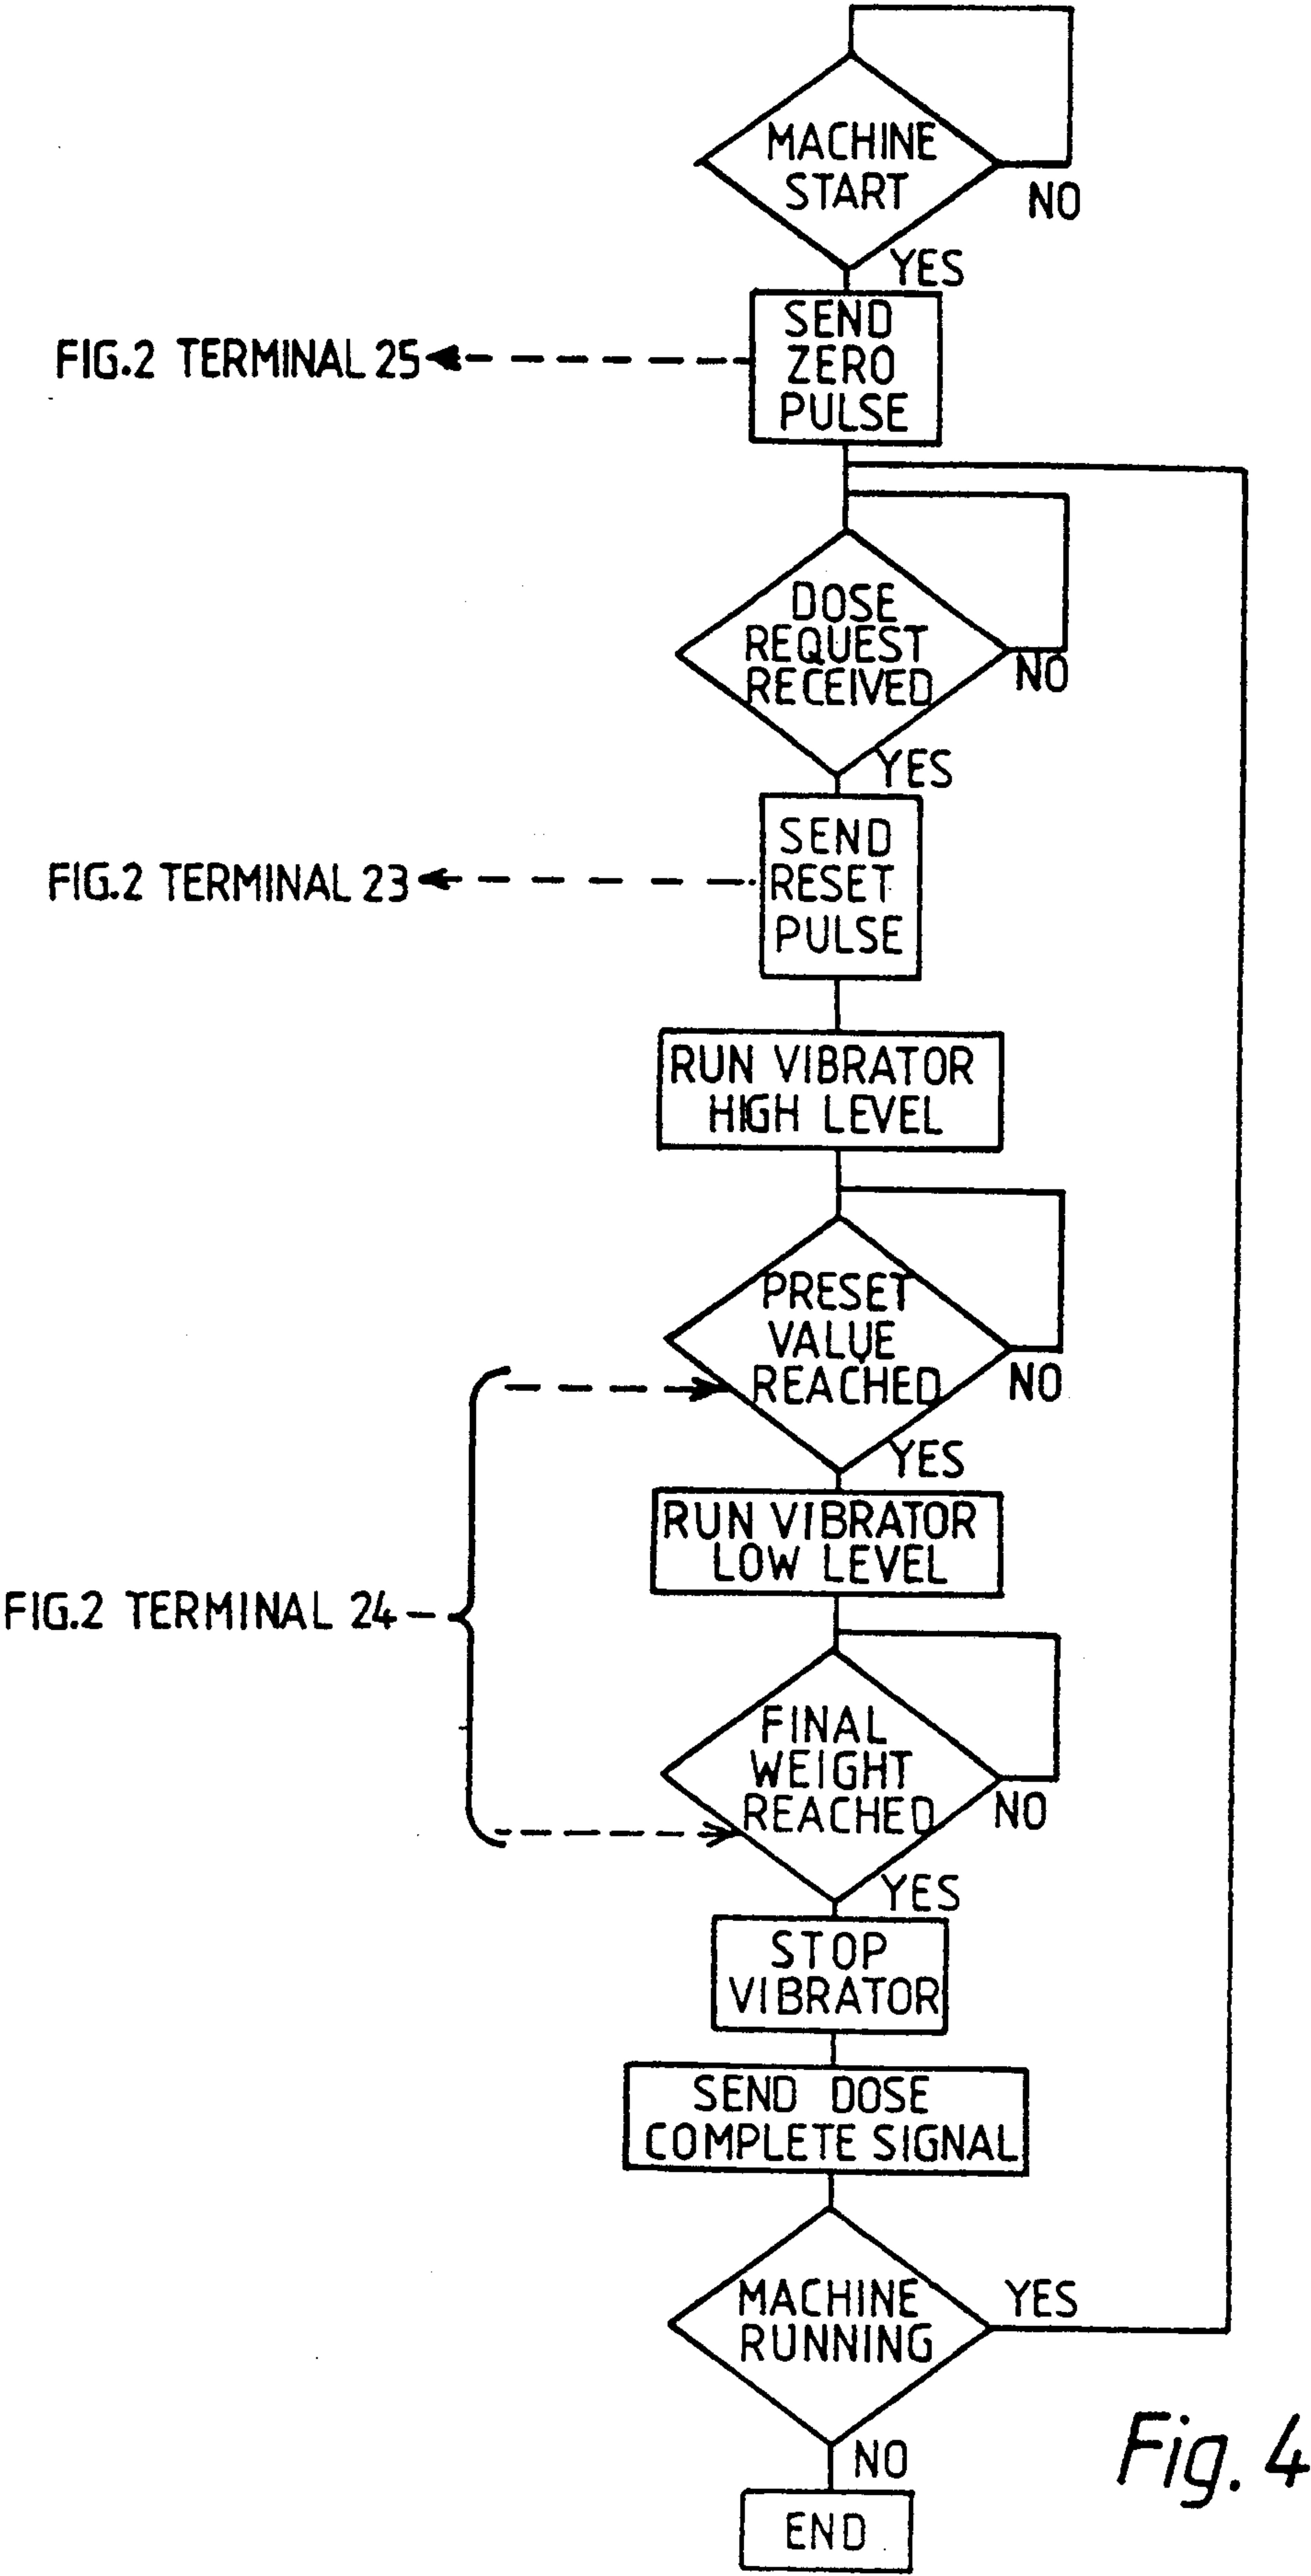 MACHINE
START
NO
YES
SEND
ZERO
PULSE
FIG.2 TERMINAL 25
DOSE
REQUEST
RECEIVED
NO
YES
SEND
RESET
PULSE
FIG.2 TERMINAL 23
RUN VIBRATOR
HIGH LEVEL
PRESET
VALUE
REACHED
NO
YES
RUN VIBRATOR
LOW LEVEL
FIG.2 TERMINAL 24
FINAL
WEIGHT
REACHED
NO
YES
STOP
VIBRATOR
SEND DOSE
COMPLETE SIGNAL
MACHINE
RUNNING
YES
NO
END
Fig. 4